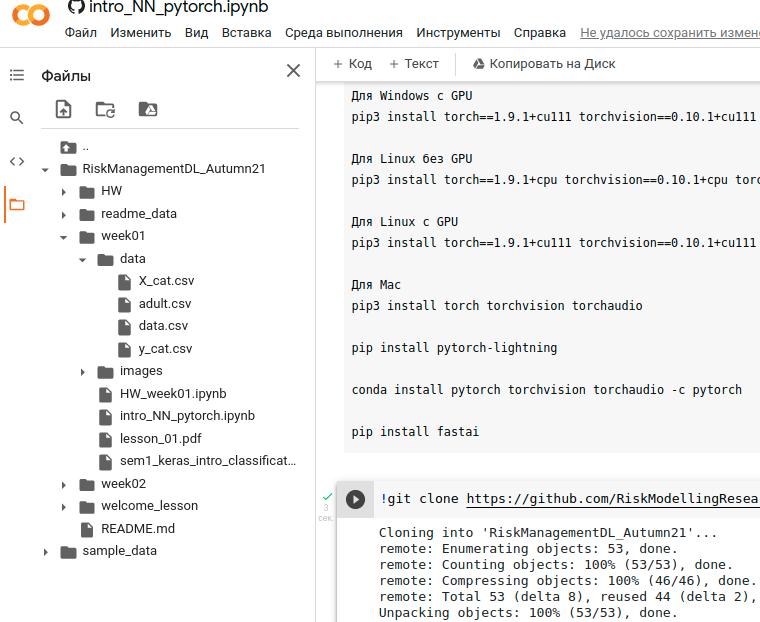 intro_NN_pytorch.ipynb
Файл Изменить Вид Вставка Среда выполнения Инструменты Справка Не удалось сохранить измен
Файлы
+ Код + Текст Копировать на Диск
..
RiskManagementDL_Autumn21
HW
readme_data
week01
data
X_cat.csv
adult.csv
data.csv
y_cat.csv
images
HW_week01.ipynb
intro_NN_pytorch.ipynb
lesson_01.pdf
sem1_keras_intro_classificat...
week02
welcome_lesson
README.md
sample_data
Для Windows с GPU
pip3 install torch==1.9.1+cu111 torchvision==0.10.1+cu111
Для Linux без GPU
pip3 install torch==1.9.1+cpu torchvision==0.10.1+cpu torc
Для Linux с GPU
pip3 install torch==1.9.1+cu111 torchvision==0.10.1+cu111
Для Mac
pip3 install torch torchvision torchaudio
pip install pytorch-lightning
conda install pytorch torchvision torchaudio -c pytorch
pip install fastai
3
сек.
!git clone https://github.com/RiskModellingResea
Cloning into 'RiskManagementDL_Autumn21'...
remote: Enumerating objects: 53, done.
remote: Counting objects: 100% (53/53), done.
remote: Compressing objects: 100% (46/46), done.
remote: Total 53 (delta 8), reused 44 (delta 2),
Unpacking objects: 100% (53/53), done.